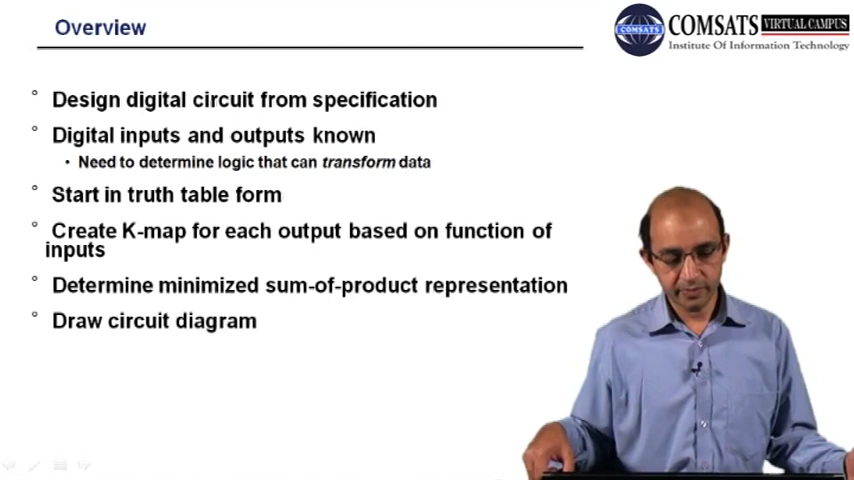 Overview
COMSATS
COMSATS VIRTUAL CAMPUS
Institute Of Information Technology
° Design digital circuit from specification
° Digital inputs and outputs known
• Need to determine logic that can transform data
° Start in truth table form
° Create K-map for each output based on function of
inputs
° Determine minimized sum-of-product representation
° Draw circuit diagram